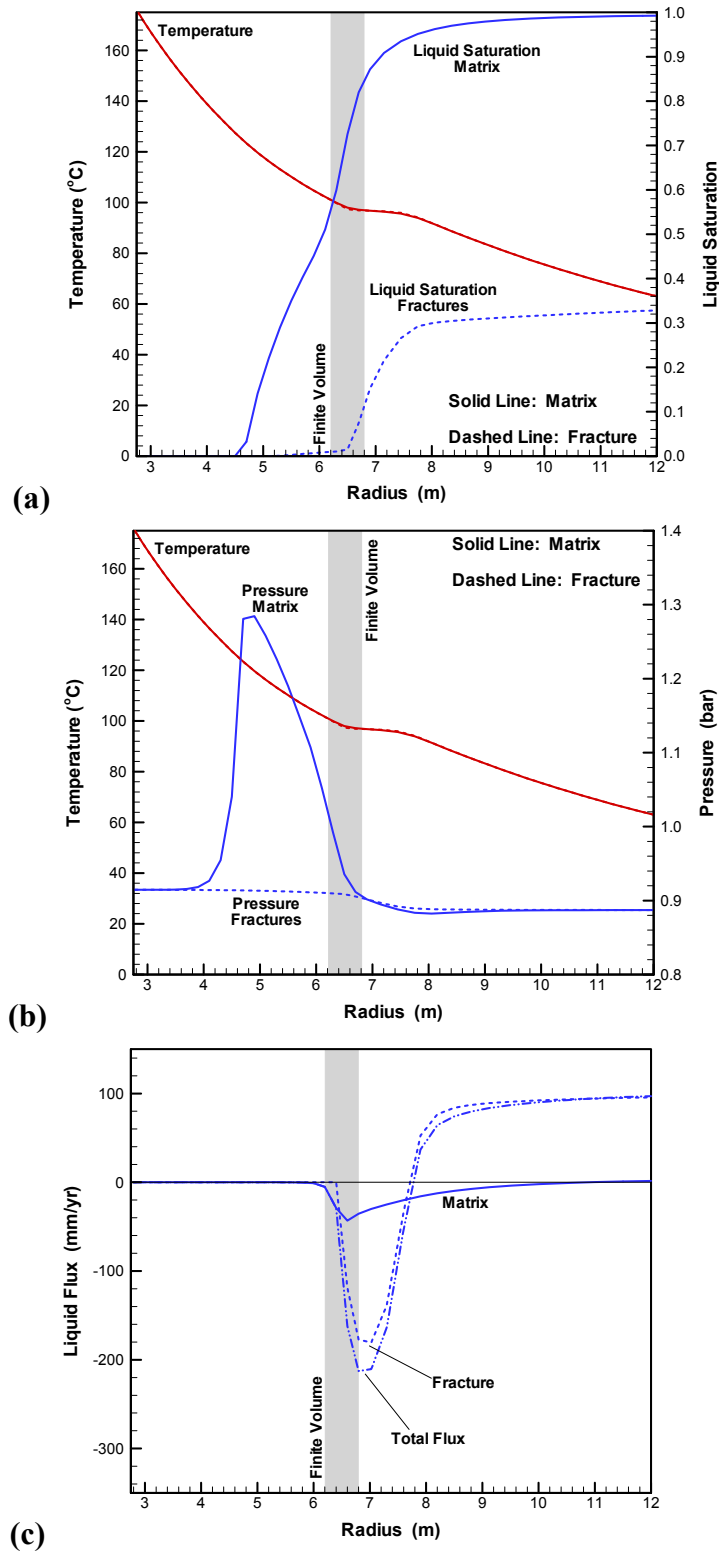 Temperature
Liquid Saturation
Matrix
Liquid Saturation
Fractures
Finite Volume
Solid Line: Matrix
Dashed Line: Fracture
Temperature (°C)
0
20
40
60
80
100
120
140
160
Liquid Saturation
0.0
0.1
0.2
0.3
0.4
0.5
0.6
0.7
0.8
0.9
1.0
3 4 5 6 7 8 9 10 11 12
Radius (m)
(a)
Temperature
Pressure
Matrix
Solid Line: Matrix
Dashed Line: Fracture
Finite Volume
Pressure
Fractures
Temperature (°C)
0
20
40
60
80
100
120
140
160
Pressure (bar)
0.8
0.9
1.0
1.1
1.2
1.3
1.4
3 4 5 6 7 8 9 10 11 12
Radius (m)
(b)
Liquid Flux (mm/yr)
100
0
-100
-200
-300
Matrix
Fracture
Total Flux
Finite Volume
3 4 5 6 7 8 9 10 11 12
Radius (m)
(c)